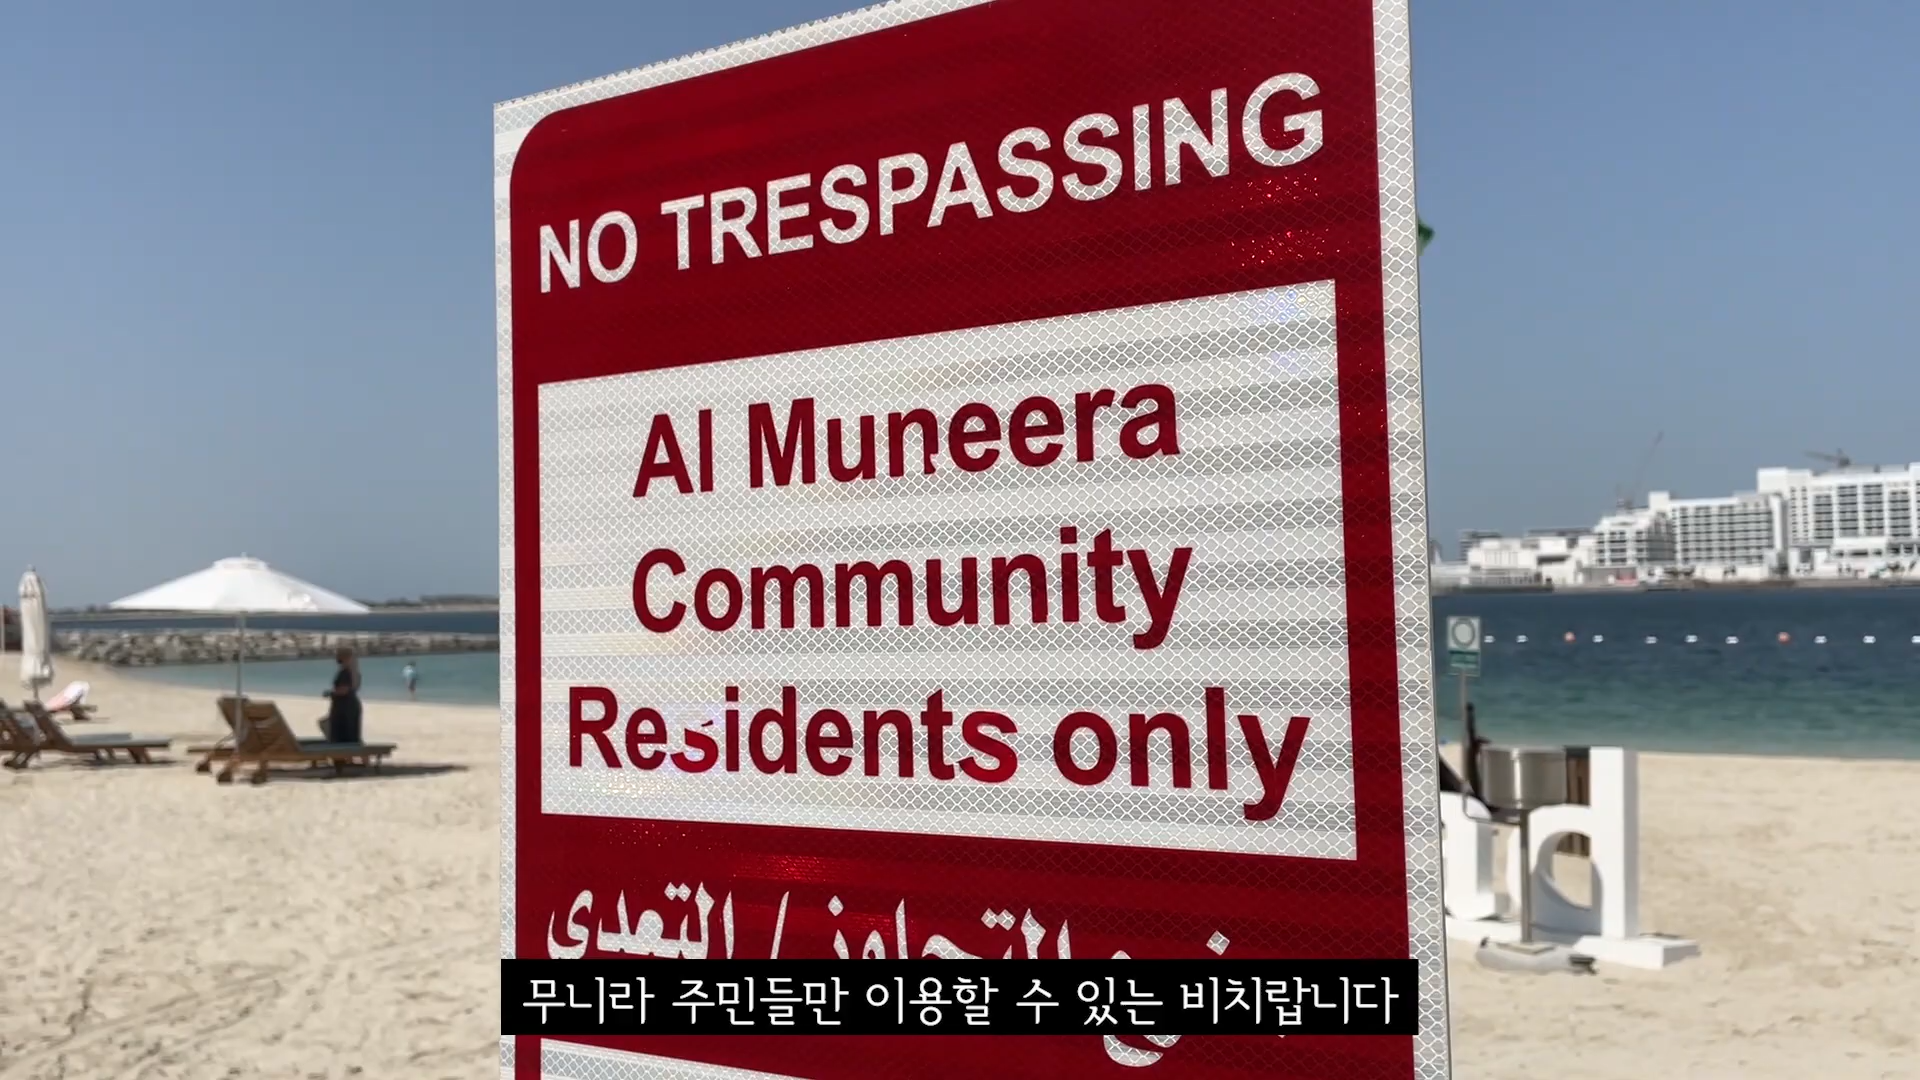 NO TRESPASSING
Al Muneera
Community
Residents only
التجاوز / التعدي
무니라 주민들만 이용할 수 있는 비치랍니다